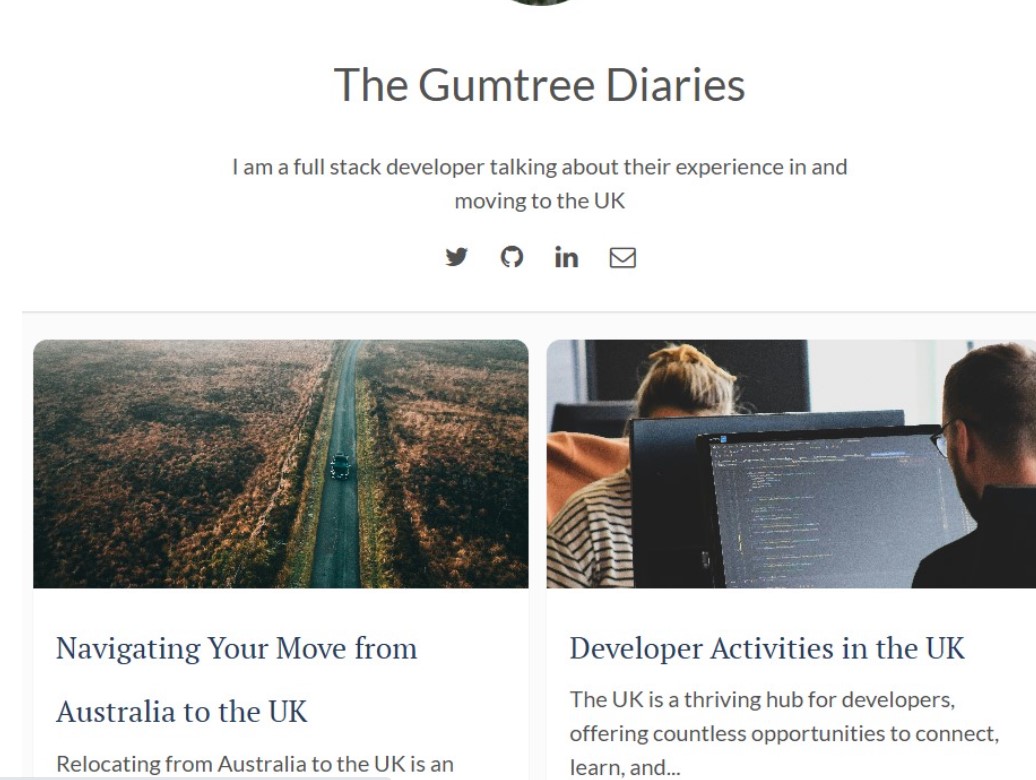 The Gumtree Diaries
I am a full stack developer talking about their experience in and
moving to the UK
Navigating Your Move from
Australia to the UK
Relocating from Australia to the UK is an
Developer Activities in the UK
The UK is a thriving hub for developers,
offering countless opportunities to connect,
learn, and...